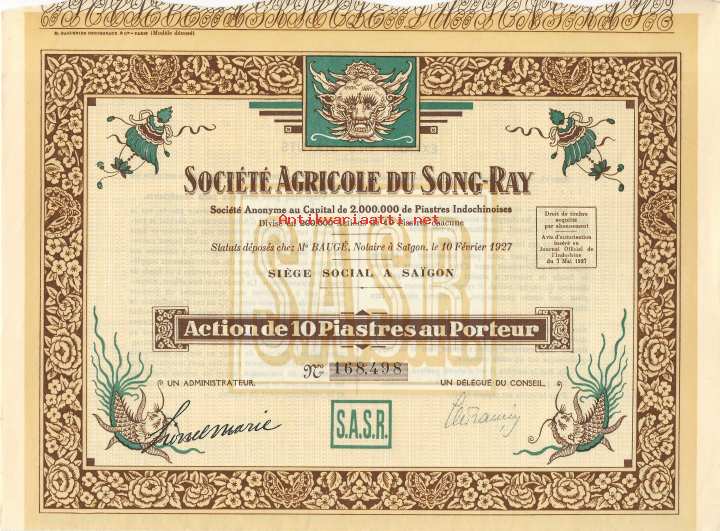 (Modèle déposé)
SOCIÉTÉ AGRICOLE DU SONG-RAY
Société Anonyme au Capital de 2.000.000 de Piastres Indochinoises
Antikvariaatti.net
Statuts déposés chez Me BAUGÉ, Notaire à Saïgon, le 10 Février 1927
SIÈGE SOCIAL A SAÏGON
Droit de timbre
acquitté
par abonnement
Avis d'autorisation
inséré au
Journal Officiel de
l'Indochine
du 7 Mai 1927
S.A.S.R.
Action de 10 Piastres au Porteur
No 168,498
UN ADMINISTRATEUR,
UN DÉLÉGUÉ DU CONSEIL,
S.A.S.R.